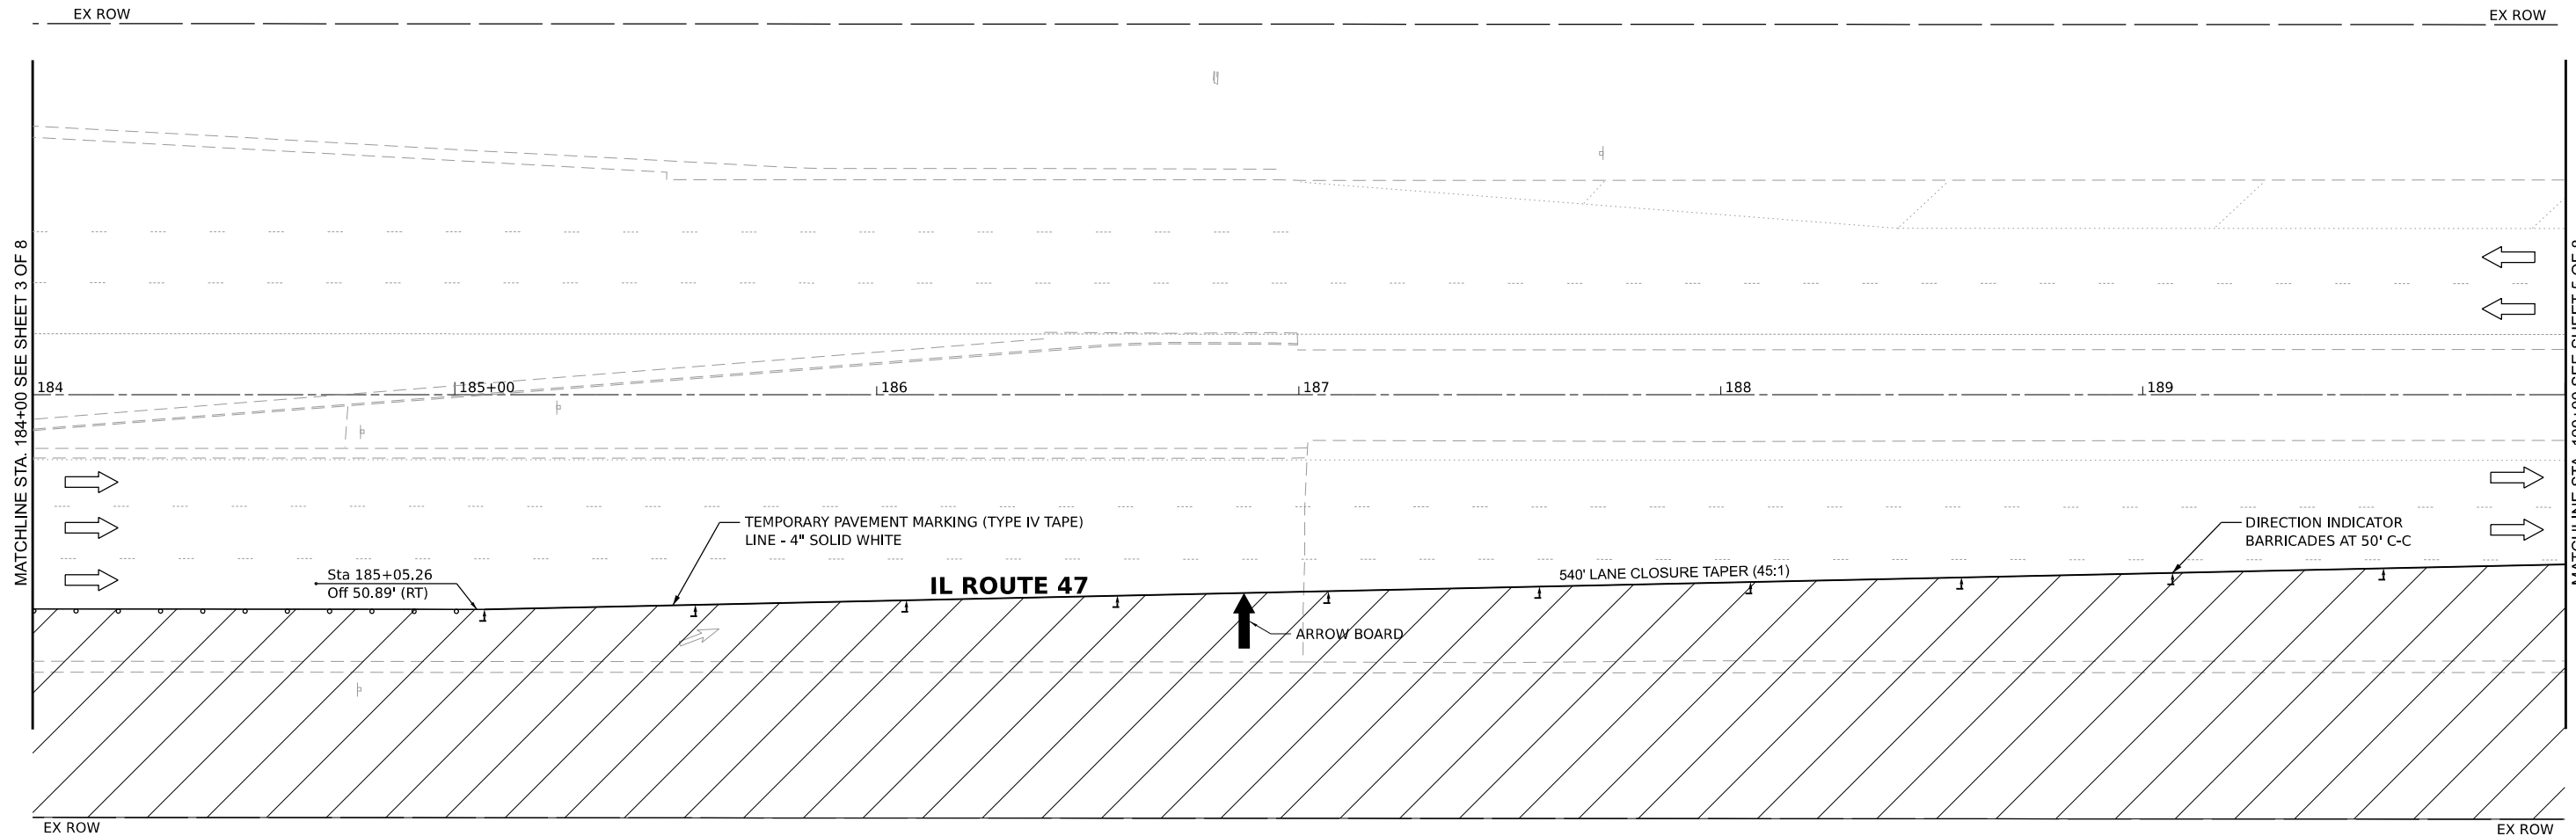 EX ROW
EX ROW
MATCHLINE STA. 184+00 SEE SHEET 3 OF 8
184
185+00
186
187
188
189
TEMPORARY PAVEMENT MARKING (TYPE IV TAPE)
LINE - 4" SOLID WHITE
DIRECTION INDICATOR
BARRICADES AT 50' C-C
Sta 185+05.26
Off 50.89' (RT)
IL ROUTE 47
540' LANE CLOSURE TAPER (45:1)
ARROW BOARD
EX ROW
EX ROW